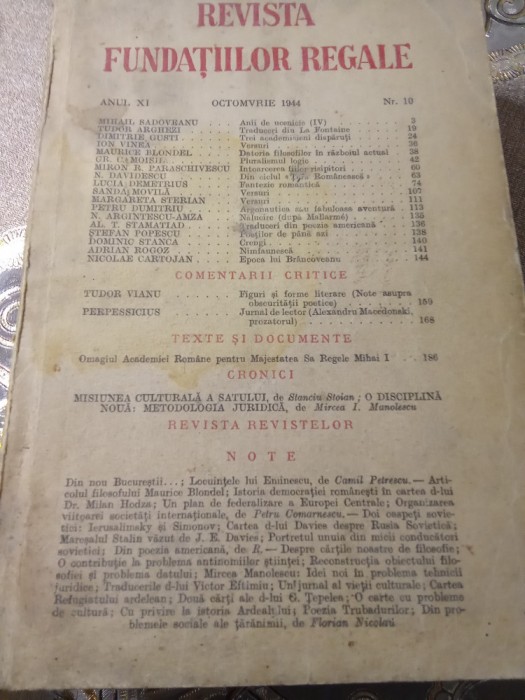 REVISTA
FUNDAȚIILOR REGALE
ANUL XI OCTOMVRIE 1944 Nr. 10
MIHAIL SADOVEANU . . . . Anii de ucenicie (IV) . . . . 3
TUDOR ARGHEZI . . . . Traduceri din La Fontaine . . . . 19
DIMITRIE GUSTI . . . . Trei academicieni dispăruți . . . . 24
ION VINEA . . . . Versuri . . . . 36
MAURICE BLONDEL . . . . Datoria filosofilor în războiul actual 38
GR. C. MOISIL . . . . Pluralismul logic . . . . 42
MIRON R. PARASCHIVESCU . Intoarcerea fiilor risipitori . . . . 60
N. DAVIDESCU . . . . Din ciclul « Țara Românească » . . 63
LUCIA DEMETRIUS . . . . Fantezie romantică . . . . 74
SANDA MOVILĂ . . . . Versuri . . . . 107
MARGARETA STERIAN . . . . Versuri . . . . 111
PETRU DUMITRIU . . . . Argonautica sau fabuloasa aventură . 113
N. ARGINTESCU-AMZA . . . . Nălucire (după Mallarmé) . . . . 135
AL. T. STAMATIAD . . . . Traduceri din poezia americană . . 136
ȘTEFAN POPESCU . . . . Poeților de până azi . . . . 138
DOMINIC STANCA . . . . Crengi . . . . 140
ADRIAN ROGOZ . . . . Nimfasnească . . . . 141
NICOLAE CARTOJAN . . . . Epoca lui Brâncoveanu . . . . 144
COMENTARII CRITICE
TUDOR VIANU . . . . Figuri și forme literare (Note asupra
obscurității poetice) . . . . 159
PERPESSICIUS . . . . Jurnal de lector (Alexandru Macedonski,
prozatorul) . . . . 168
TEXTE ȘI DOCUMENTE
Omagiul Academiei Române pentru Majestatea Sa Regele Mihai I . . 186
CRONICI
MISIUNEA CULTURALĂ A SATULUI, de Stanciu Stoian ; O DISCIPLINĂ
NOUĂ: METODOLOGIA JURIDICĂ, de Mircea I. Manolescu
REVISTA REVISTELOR
NOTE
Din nou Bucureștii...; Locuințele lui Eminescu, de Camil Petrescu. — Arti-
colul filosofului Maurice Blondel; Istoria democrației românești în cartea d-lui
Dr. Milan Hodza; Un plan de federalizare a Europei Centrale; Organizarea
viitoarei societăți internaționale, de Petru Comarnescu. — Doi oaspeți sovie-
tici: Ierusalimsky și Simonov; Cartea d-lui Davies despre Rusia Sovietică;
Mareșalul Stalin văzut de J. E. Davies; Portretul unuia din micii conducători
sovietici; Din poezia americană, de R. — Despre cărțile noastre de filosofie;
O contribuție la problema antinomiilor științei; Reconstrucția obiectului filo-
sofiei și problema datului; Mircea Manolescu: Idei noi în problema tehnicii
juridice; Traducerile d-lui Victor Eftimiu; Un jurnal al vieții culturale; Cartea
Refugiatului ardelean; Două cărți ale d-lui G. Tepelea; O carte cu probleme
de cultură; Cu privire la istoria Ardealului; Poezia Trubadurilor; Din pro-
blemele sociale ale țărănimii, de Florian Nicolau